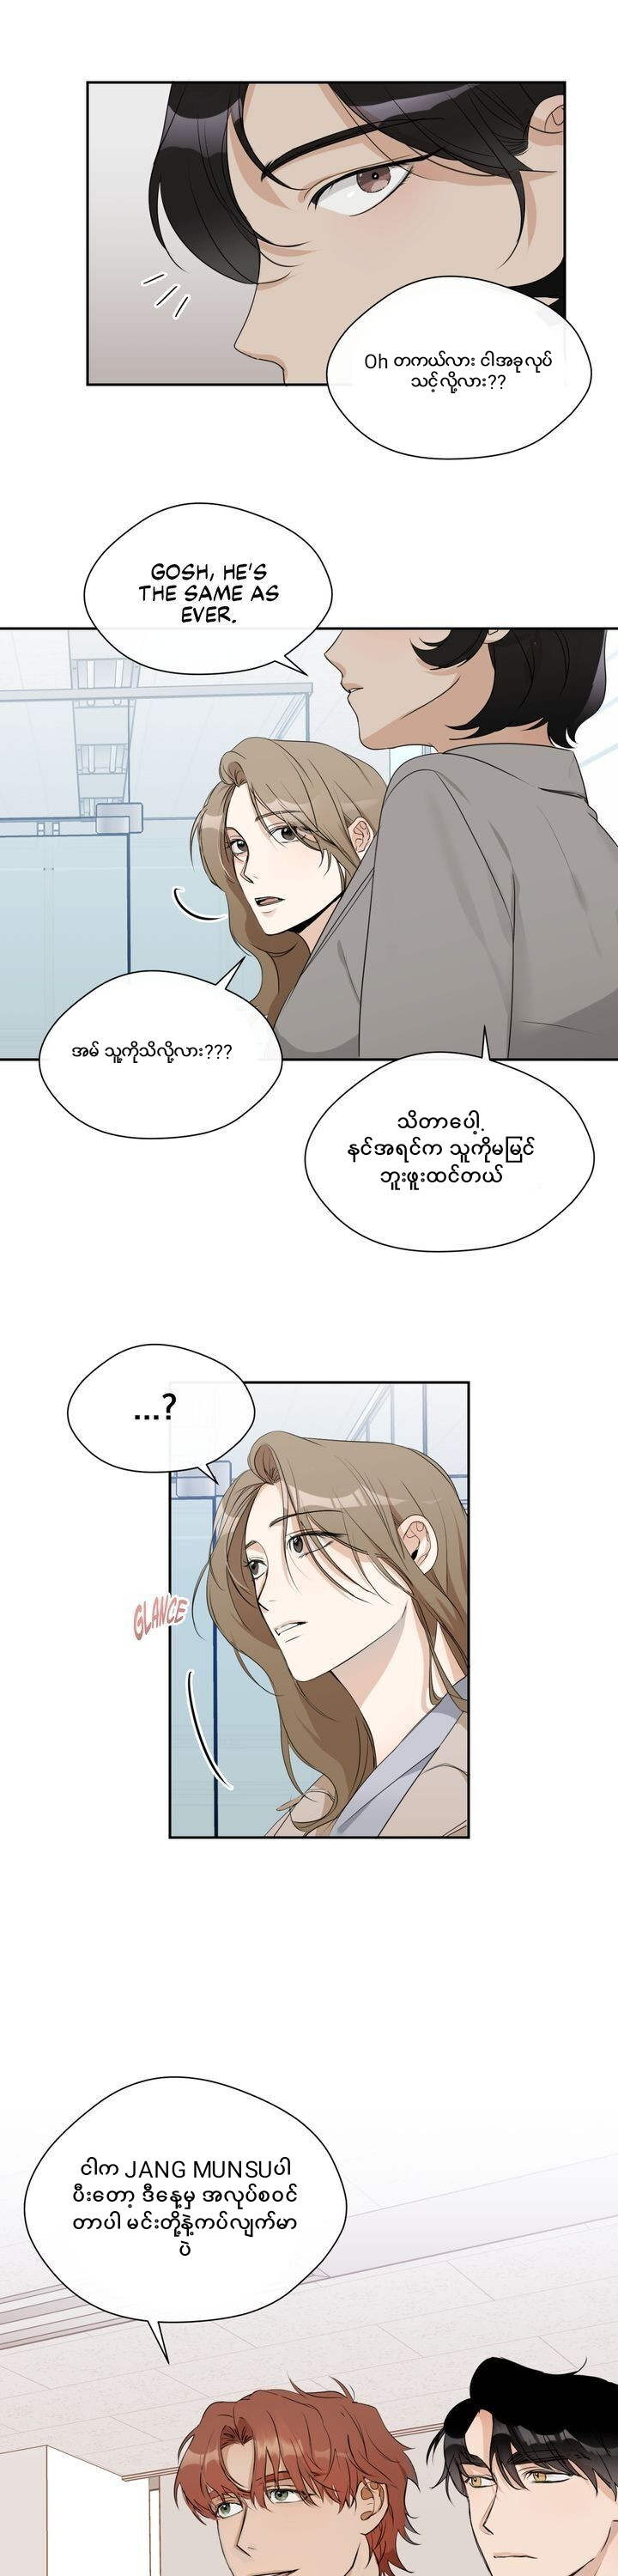 Oh တကယ်လား ငါအခုလုပ်
သင့်လို့လား??
GOSH, HE'S
THE SAME AS
EVER.
အမ် သူ့ကိုသိလို့လား???
သိတာပေါ့.
နင်အရင်က သူ့ကိုမမြင်
ဘူးဖူးထင်တယ်
...?
GLANCE
ငါက JANG MUNSUပါ
ပီးတော့ ဒီနေ့မှ အလုပ်စဝင်
တာပါ မင်းတို့နဲ့ကပ်လျက်မာ
ပဲ